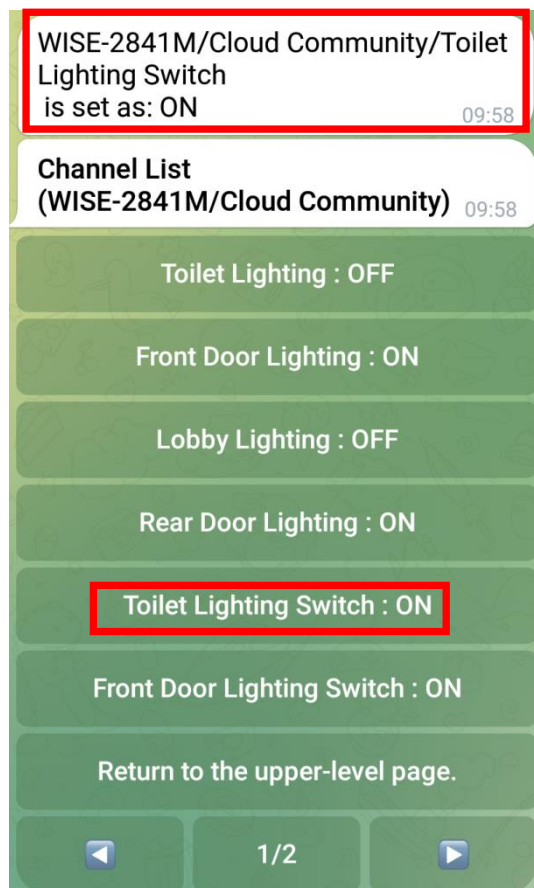 WISE-2841M/Cloud Community/Toilet
Lighting Switch
is set as: ON
09:58
Channel List
(WISE-2841M/Cloud Community) 09:58
Toilet Lighting : OFF
Front Door Lighting : ON
Lobby Lighting : OFF
Rear Door Lighting : ON
Toilet Lighting Switch : ON
Front Door Lighting Switch : ON
Return to the upper-level page.
1/2